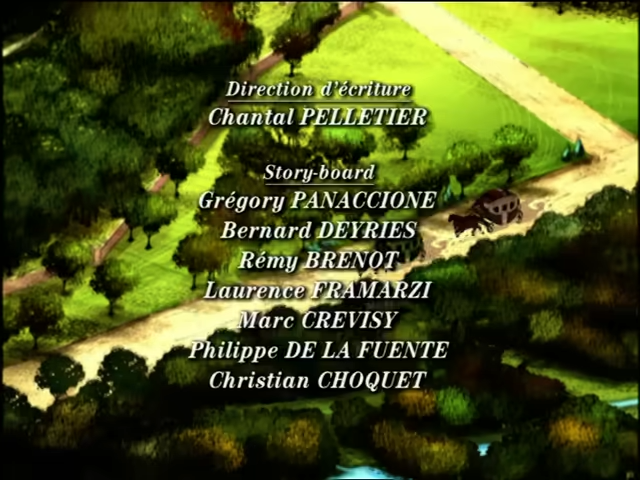 Direction d'écriture
Chantal PELLETIER
Story-board
Grégory PANACCIONE
Bernard DEYRIES
Rémy BRENOT
Laurence FRAMARZI
Marc CREVISY
Philippe DE LA FUENTE
Christian CHOQUET